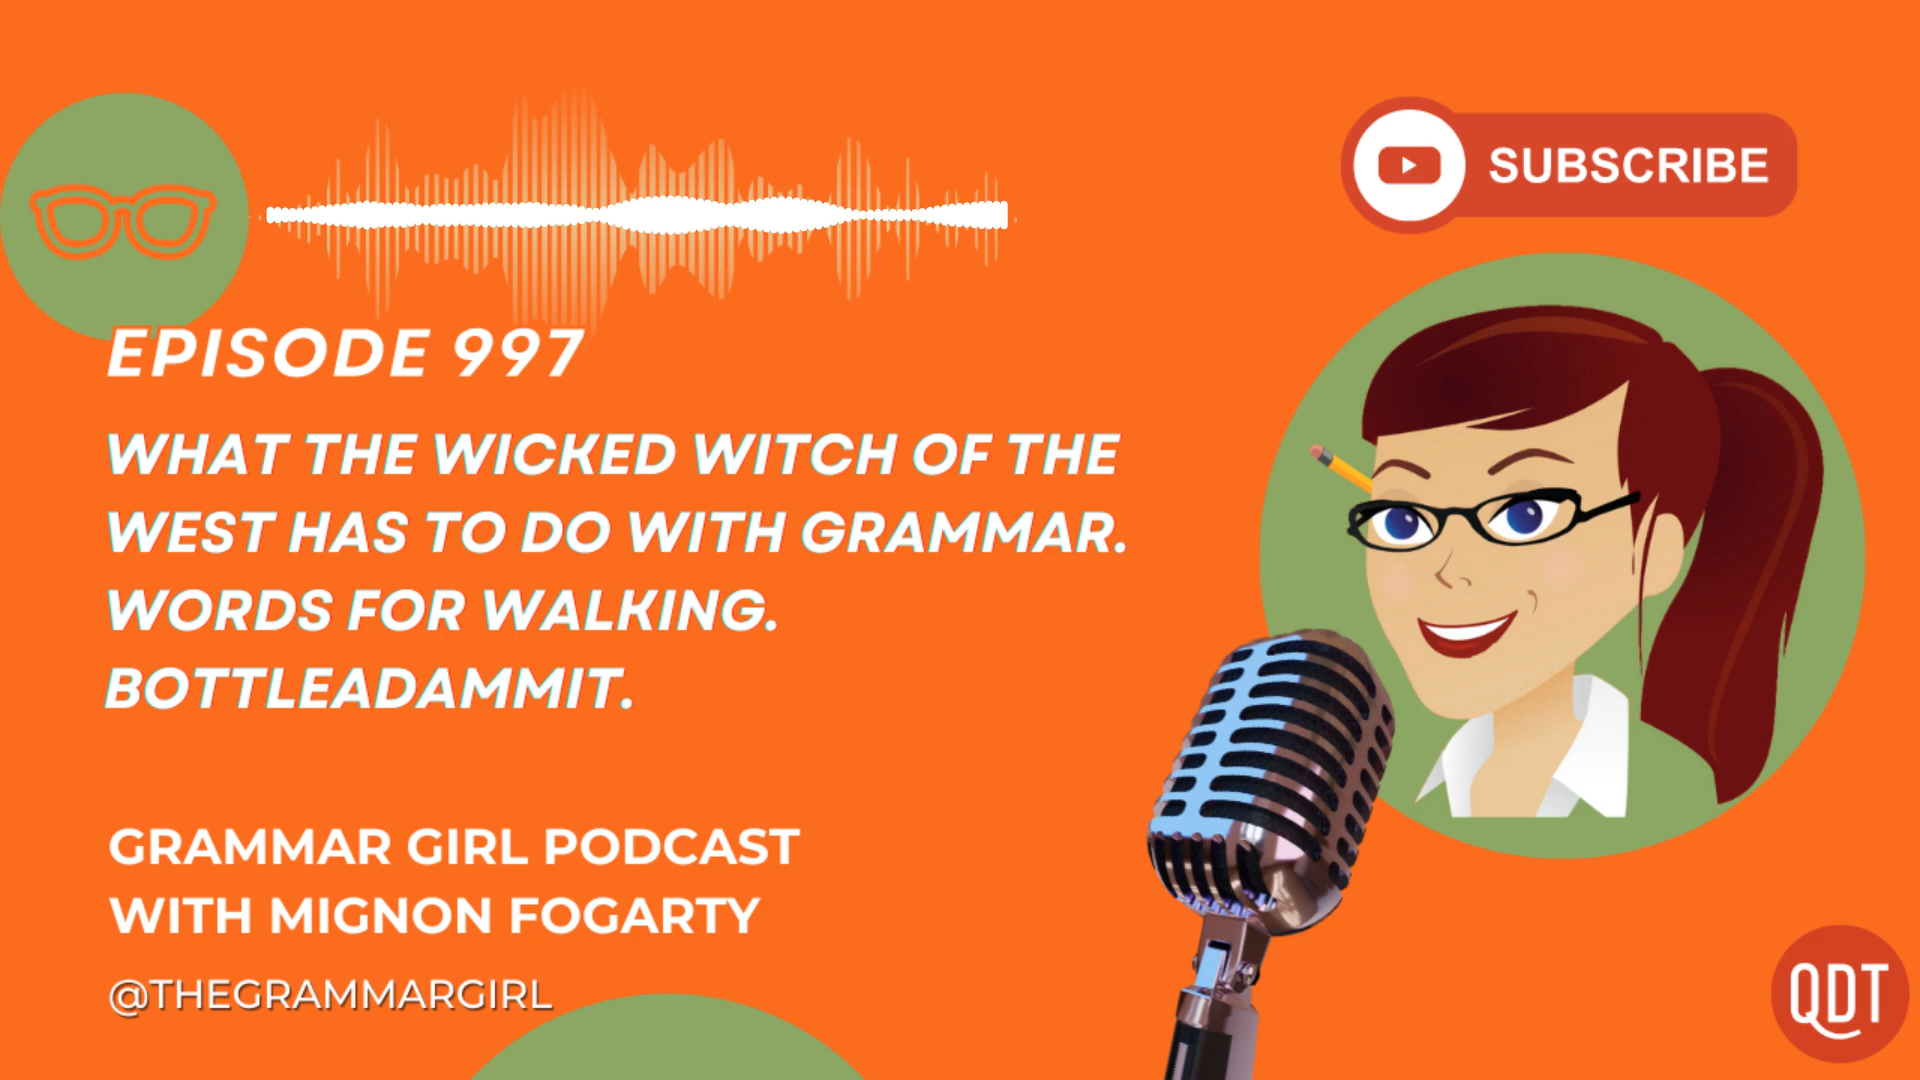 SUBSCRIBE
EPISODE 997
WHAT THE WICKED WITCH OF THE
WEST HAS TO DO WITH GRAMMAR.
WORDS FOR WALKING.
BOTTLEADAMMIT.
GRAMMAR GIRL PODCAST
WITH MIGNON FOGARTY
@THEGRAMMARGIRL
QDT